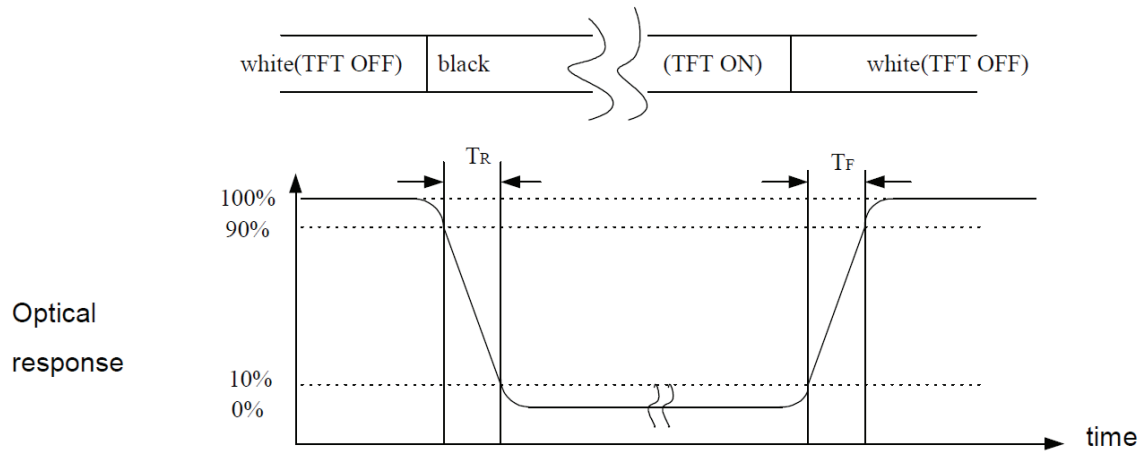 white(TFT OFF) black (TFT ON) white(TFT OFF)
TR TF
100%
90%
Optical
response
10%
0%
time